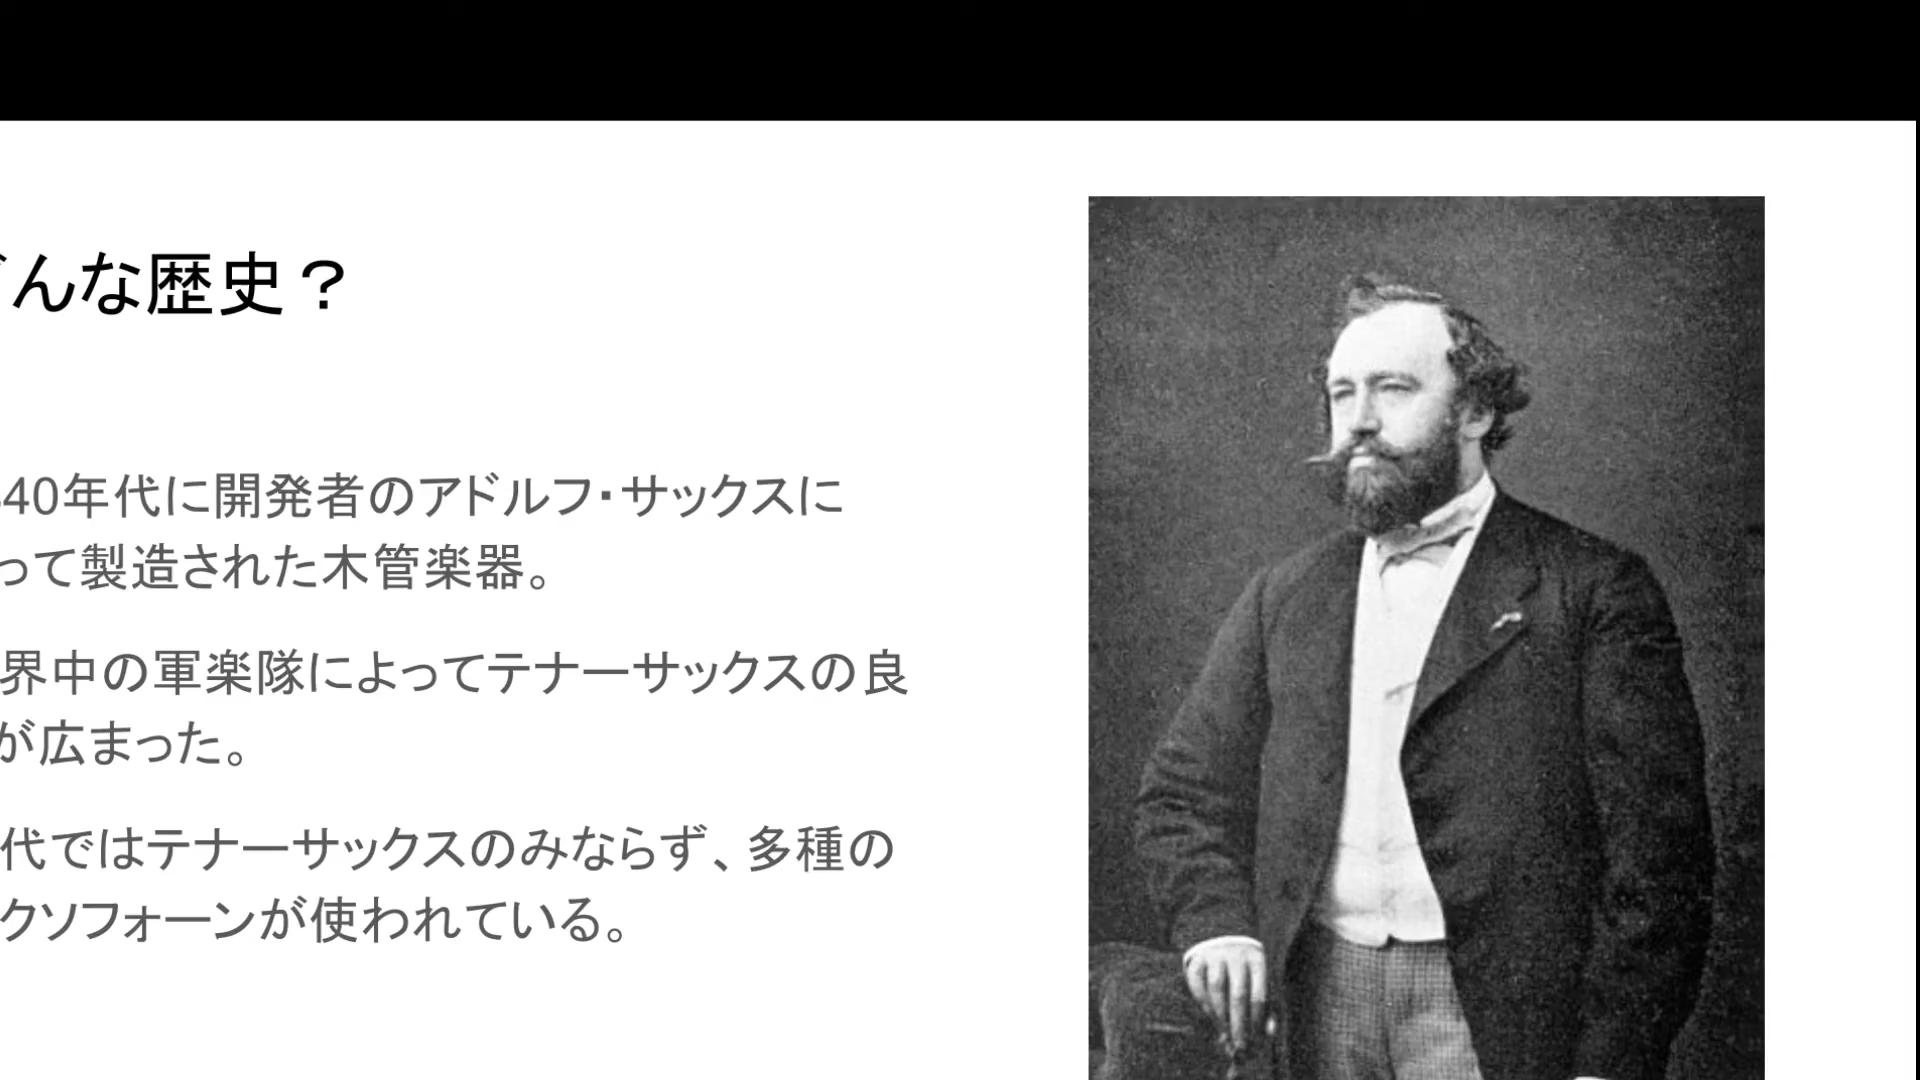 んな歴史？
40年代に開発者のアドルフ・サックスに
って製造された木管楽器。
界中の軍楽隊によってテナーサックスの良
が広まった。
代ではテナーサックスのみならず、多種の
クソフォーンが使われている。